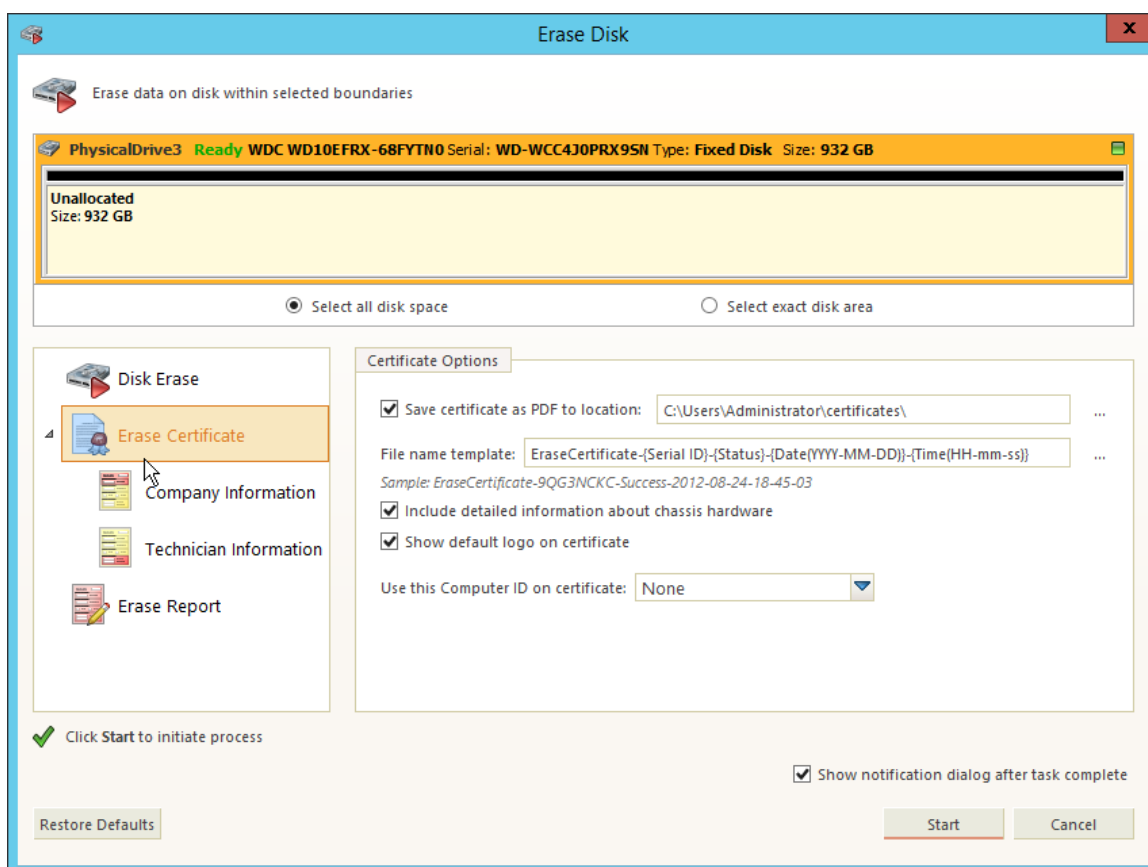 Erase Disk
x
Erase data on disk within selected boundaries
PhysicalDrive3 Ready WDC WD10EFRX-68FYTN0 Serial: WD-WCC4J0PRX9SN Type: Fixed Disk Size: 932 GB
Unallocated
Size: 932 GB
Select all disk space
Select exact disk area
Disk Erase
Erase Certificate
Company Information
Technician Information
Erase Report
Certificate Options
Save certificate as PDF to location: C:\Users\Administrator\certificates\ ...
File name template: EraseCertificate-{Serial ID}-{Status}-{Date(YYYY-MM-DD)}-{Time(HH-mm-ss)} ...
Sample: EraseCertificate-9QG3NCKC-Success-2012-08-24-18-45-03
Include detailed information about chassis hardware
Show default logo on certificate
Use this Computer ID on certificate: None
Click Start to initiate process
Show notification dialog after task complete
Restore Defaults
Start
Cancel